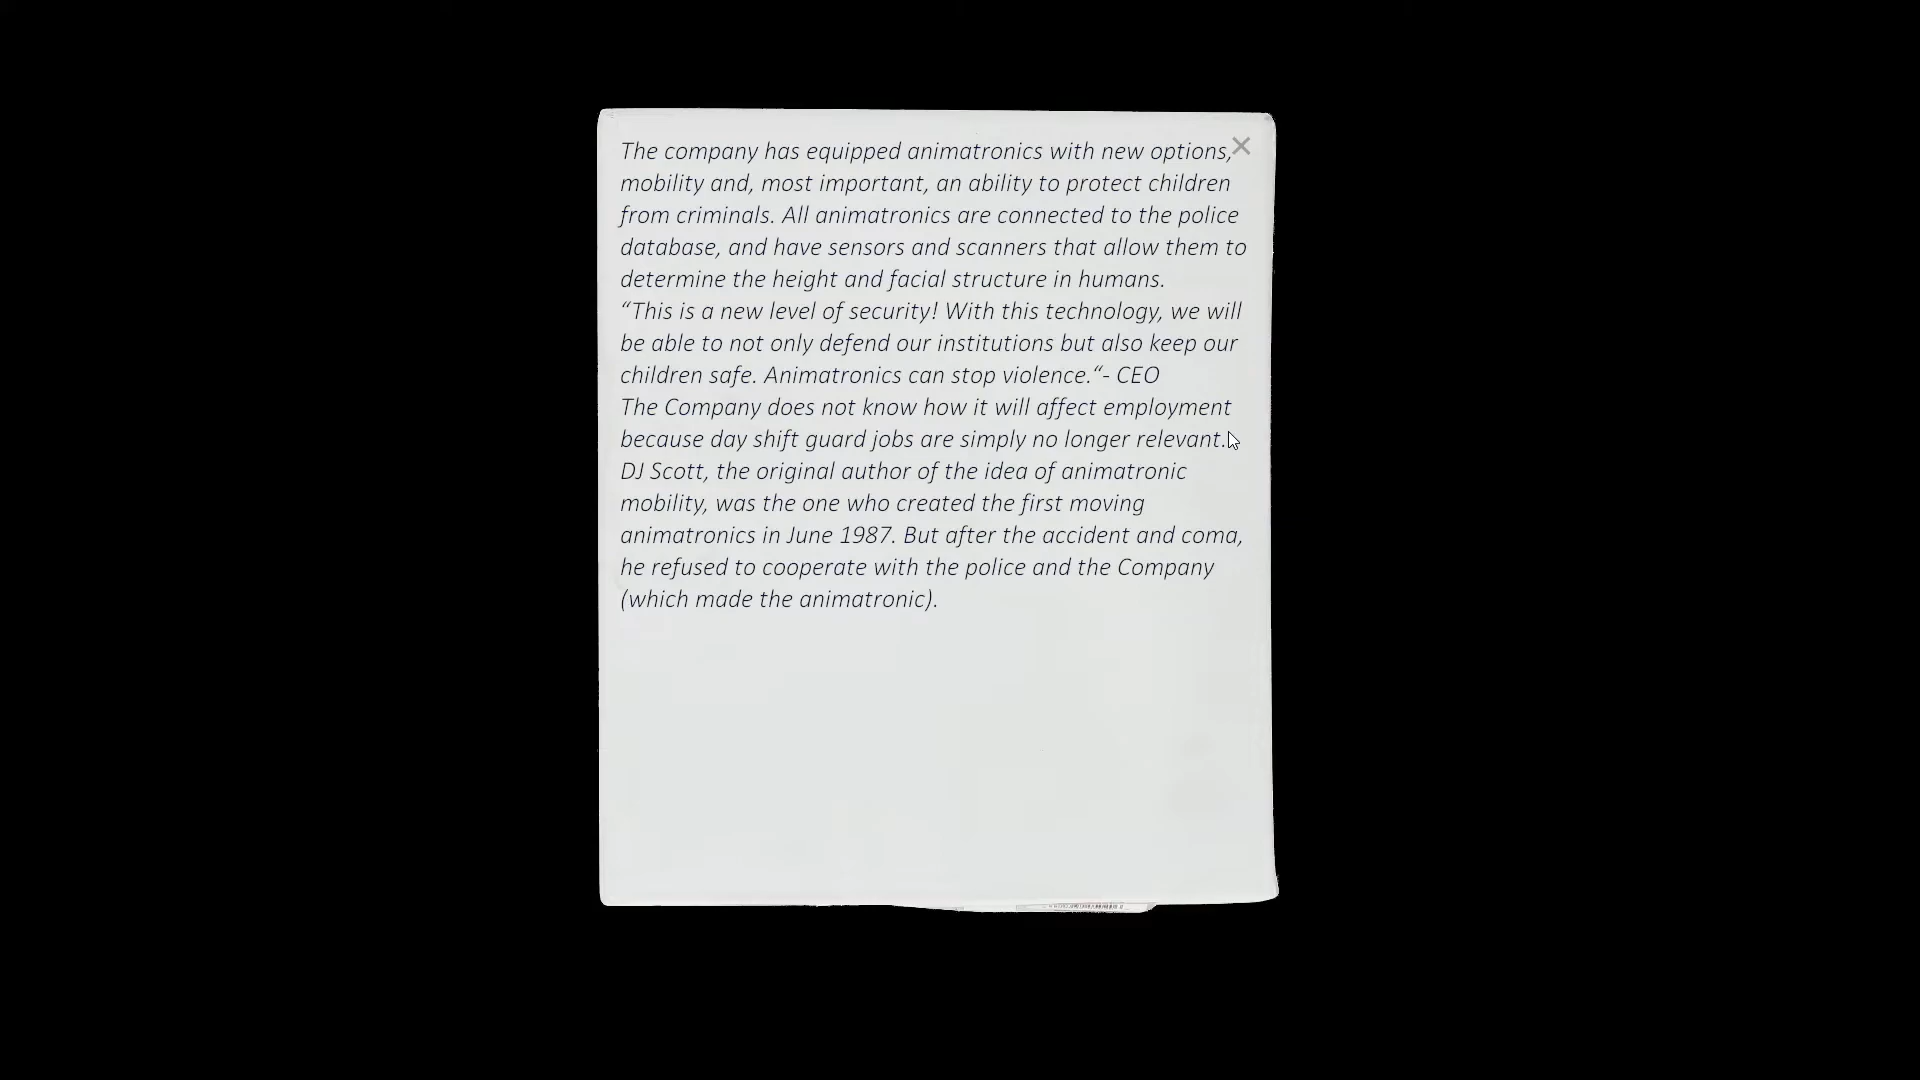 The company has equipped animatronics with new options,
mobility and, most important, an ability to protect children
from criminals. All animatronics are connected to the police
database, and have sensors and scanners that allow them to
determine the height and facial structure in humans.
“This is a new level of security! With this technology, we will
be able to not only defend our institutions but also keep our
children safe. Animatronics can stop violence.“- CEO
The Company does not know how it will affect employment
because day shift guard jobs are simply no longer relevant.
DJ Scott, the original author of the idea of animatronic
mobility, was the one who created the first moving
animatronics in June 1987. But after the accident and coma,
he refused to cooperate with the police and the Company
(which made the animatronic).